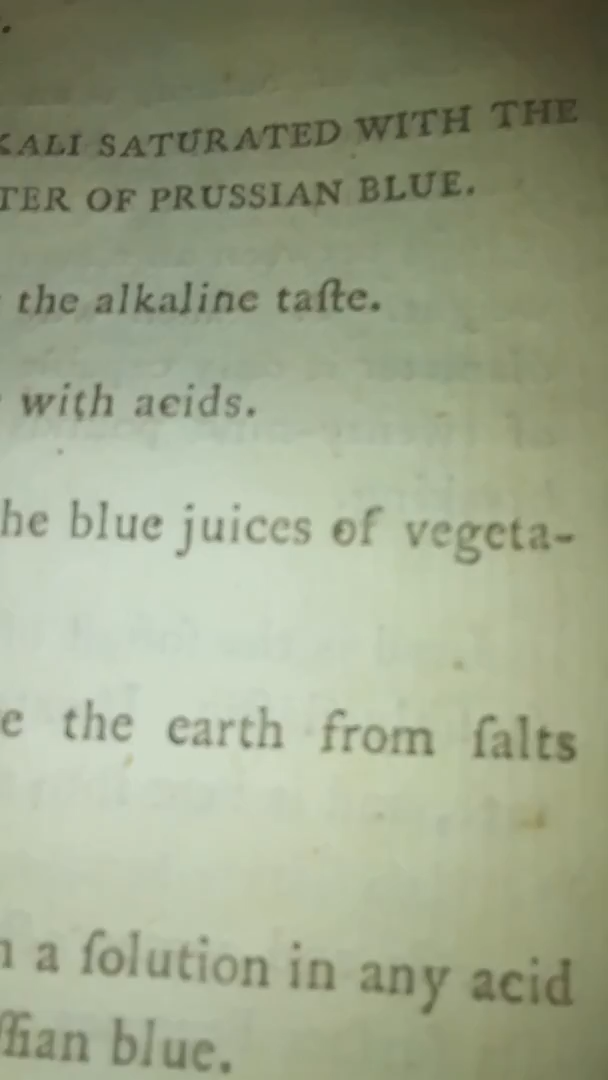 KALI SATURATED WITH THE
TER OF PRUSSIAN BLUE.
the alkaline taſte.
with acids.
he blue juices of vegeta-
e the earth from ſalts
n a ſolution in any acid
ſſian blue.